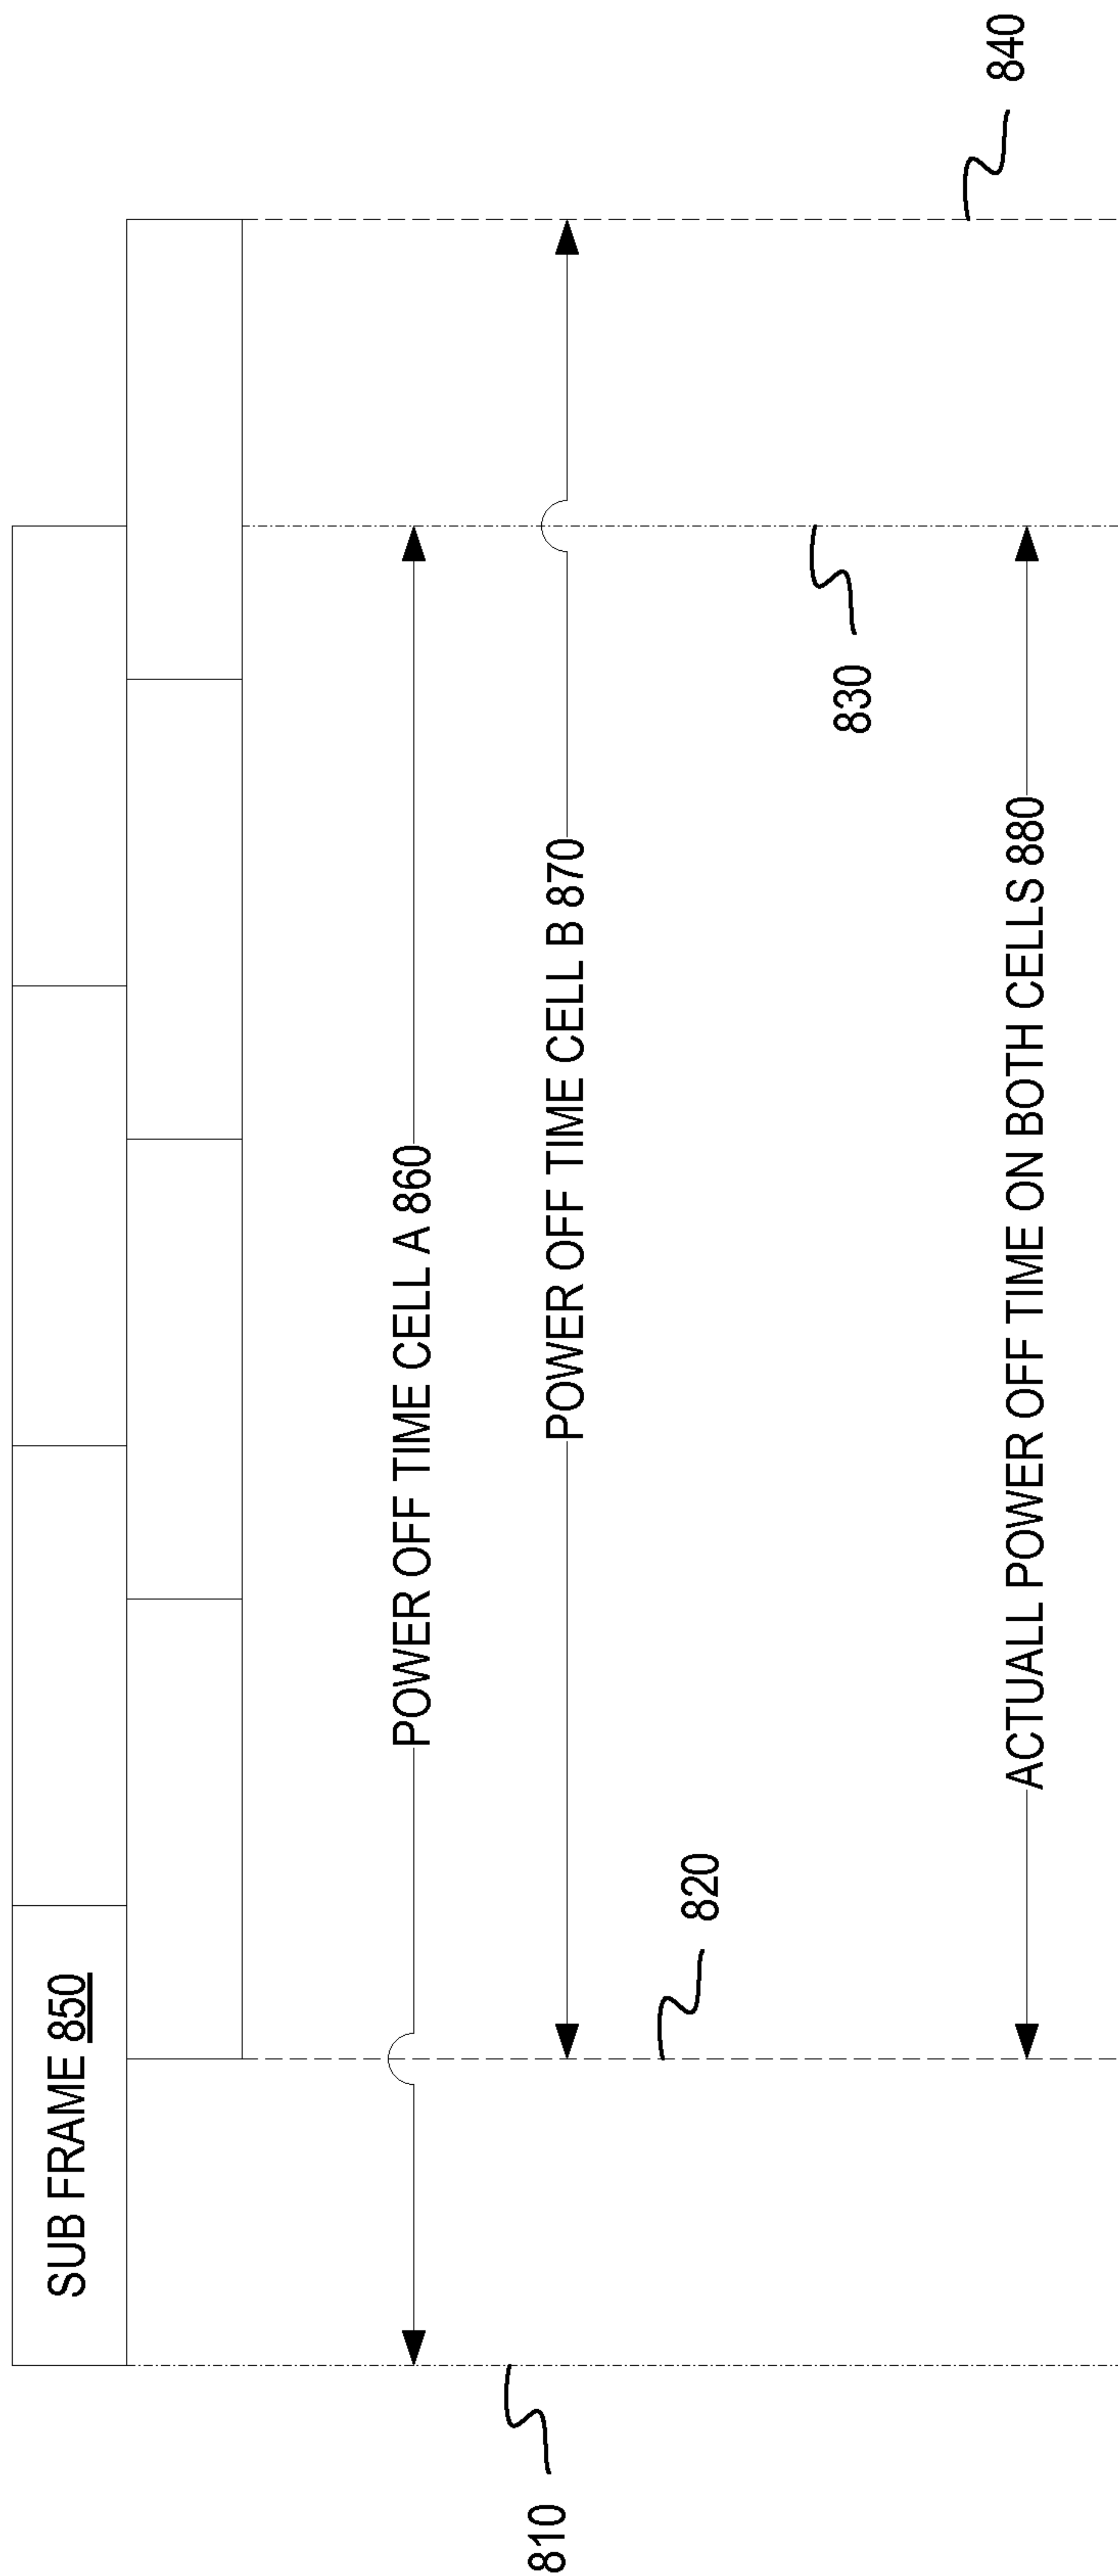 SUB FRAME 850
POWER OFF TIME CELL A 860
POWER OFF TIME CELL B 870
810
820
830
840
ACTUALL POWER OFF TIME ON BOTH CELLS 880